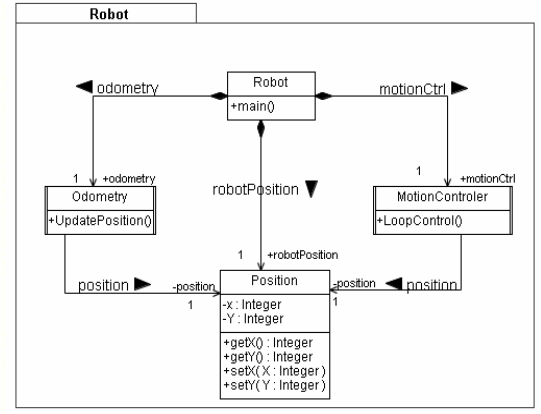 Robot
odometry
Robot
motionCtrl
+main()
1
+odometry
1
+motionCtrl
Odometry
robotPosition
MotionControler
+UpdatePosition()
+LoopControl()
1
+robotPosition
position
-position
Position
-position
position
1
-x : Integer
1
-Y : Integer
+getX() : Integer
+getY() : Integer
+setX( X : Integer )
+setY( Y : Integer )